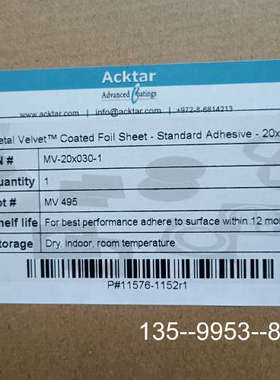 Acktar
Advanced Coatings
www.acktar.com
info@acktar.com | +972-8-6614213
etal Velvet™ Coated Foil Sheet - Standard Adhesive - 20x
N # MV-20x030-1
uantity 1
ot # MV 495
helf life For best performance adhere to surface within 12 mon
torage Dry, indoor, room temperature
P#11576-1152r1
135--9953--8